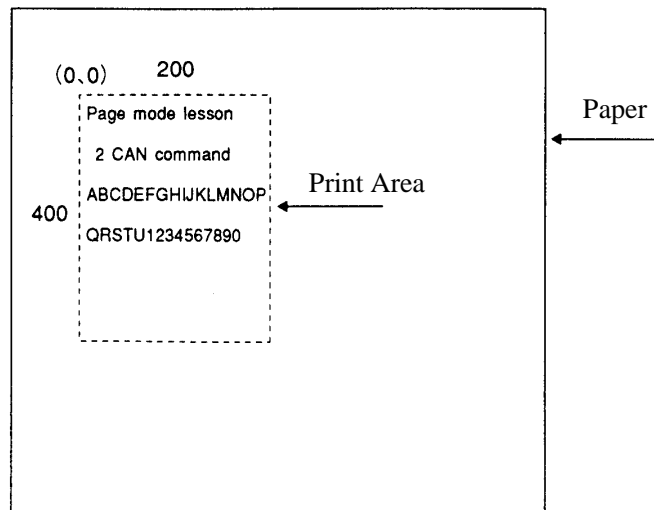 (0、0) 200
Page mode lesson
2 CAN command
ABCDEFGHIJKLMNOP
QRSTU1234567890
400
Print Area
Paper